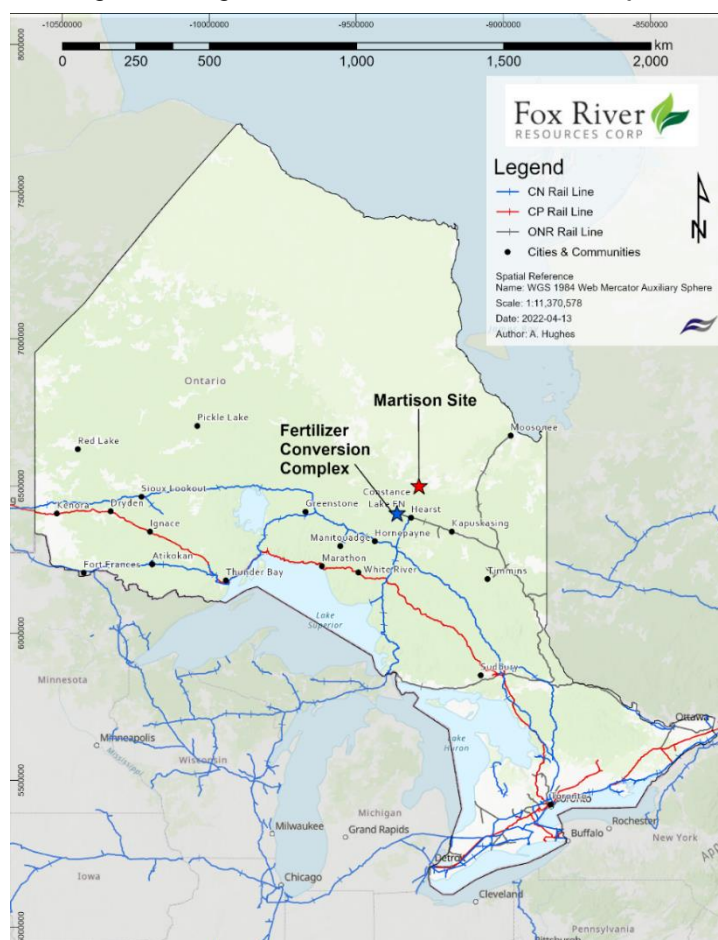 -10500000 -10000000 -9500000 -9000000 -8500000
8000000
km
0 250 500 1,000 1,500 2,000
Fox River
RESOURCES CORP
Legend
CN Rail Line
CP Rail Line
ONR Rail Line
Cities & Communities
N
Spatial Reference
Name: WGS 1984 Web Mercator Auxiliary Sphere
Scale: 1:11,370,578
Date: 2022-04-13
Author: A. Hughes
7500000
7000000
Ontario
Martison Site
Pickle Lake
Fertilizer
Conversion
Complex
Moosonee
Red Lake
6500000
Sioux Lookout
Constance
Lake FN
Kenora
Dryden
Greenstone
Hearst
Ignace
Kapuskasing
Manitouadge
Hornepayne
Atikokan
Marathon
Fort Frances
White River
Timmins
Thunder Bay
Lake
Superior
6000000
Minnesota
Sudbury
Ottawa
Minneapolis
Mississippi
Wisconsin
Lake
Huron
5500000
Toronto
Michigan
Milwaukee
Grand Rapids
Buffalo
Rochester
New York
Detroit
Iowa
Chicago
Cleveland
5000000
Pennsylvania